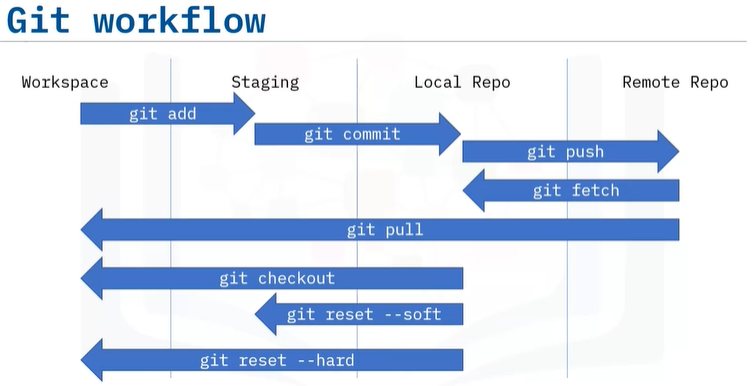 Git workflow
Workspace Staging Local Repo Remote Repo
git add
git commit
git push
git fetch
git pull
git checkout
git reset --soft
git reset --hard